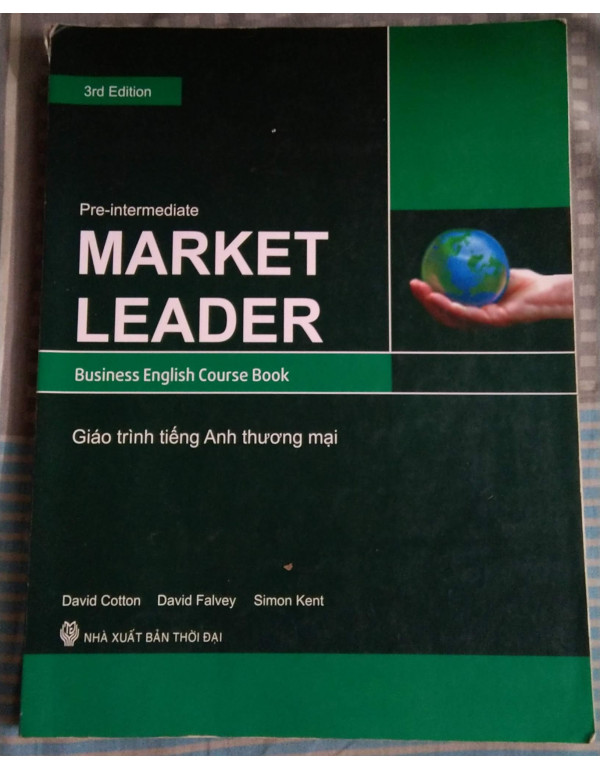 3rd Edition
Pre-intermediate
MARKET
LEADER
Business English Course Book
Giáo trình tiếng Anh thương mại
David Cotton David Falvey Simon Kent
NHÀ XUẤT BẢN THỜI ĐẠI